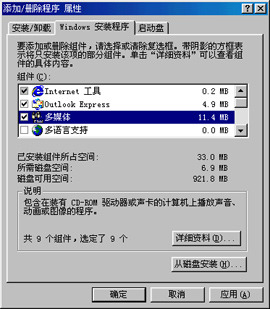 添加/删除程序 属性
安装/卸载 Windows 安装程序 启动盘
要添加或删除组件，请选择或清除复选框。带阴影的方框表示将只安装该项的部分组件。单击“详细资料”可以查看组件的具体内容。
组件(C):
Internet 工具 0.2 MB
Outlook Express 4.9 MB
多媒体 11.4 MB
多语言支持 0.0 MB
已安装组件所占空间: 33.0 MB
所需磁盘空间: 6.9 MB
磁盘可用空间: 921.8 MB
说明
包含在装有 CD-ROM 驱动器或声卡的计算机上播放声音、动画或图像的程序。
共 9 个组件，选定了 9 个 详细资料(D)...
从磁盘安装(H)...
确定 取消 应用(A)